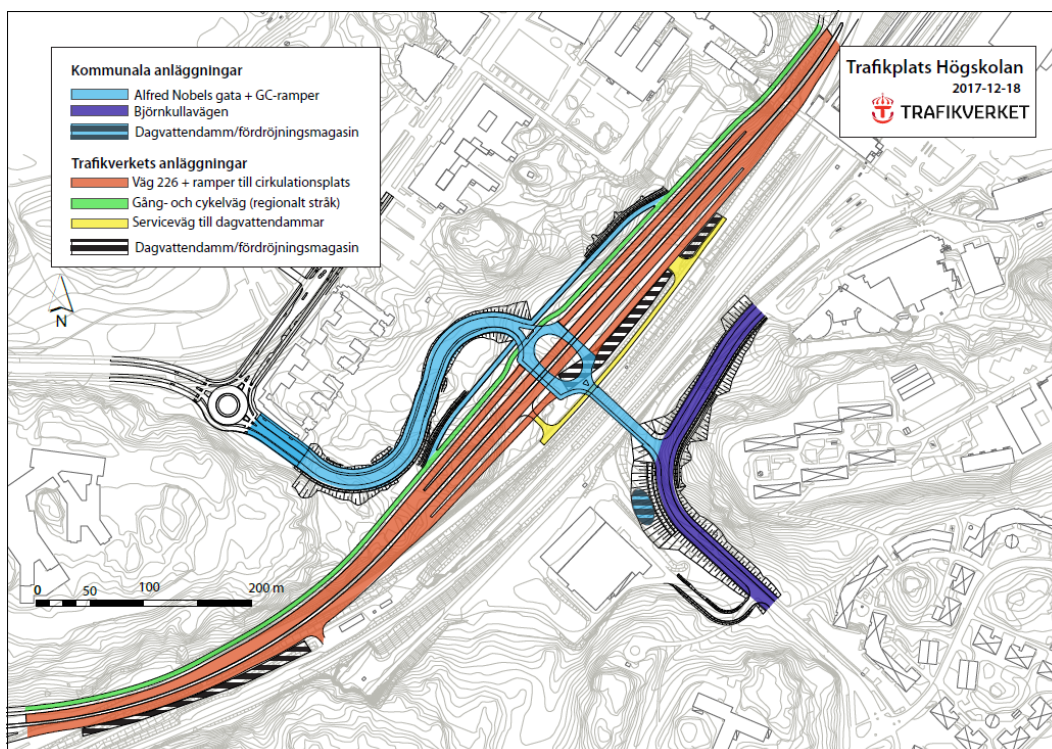 Kommunala anläggningar
Alfred Nobels gata + GC-ramper
Björnkullavägen
Dagvattendamm/fördröjningsmagasin
Trafikverkets anläggningar
Väg 226 + ramper till cirkulationsplats
Gång- och cykelväg (regionalt stråk)
Serviceväg till dagvattendammar
Dagvattendamm/fördröjningsmagasin
Trafikplats Högskolan
2017-12-18
TRAFIKVERKET
N
0 50 100 200 m